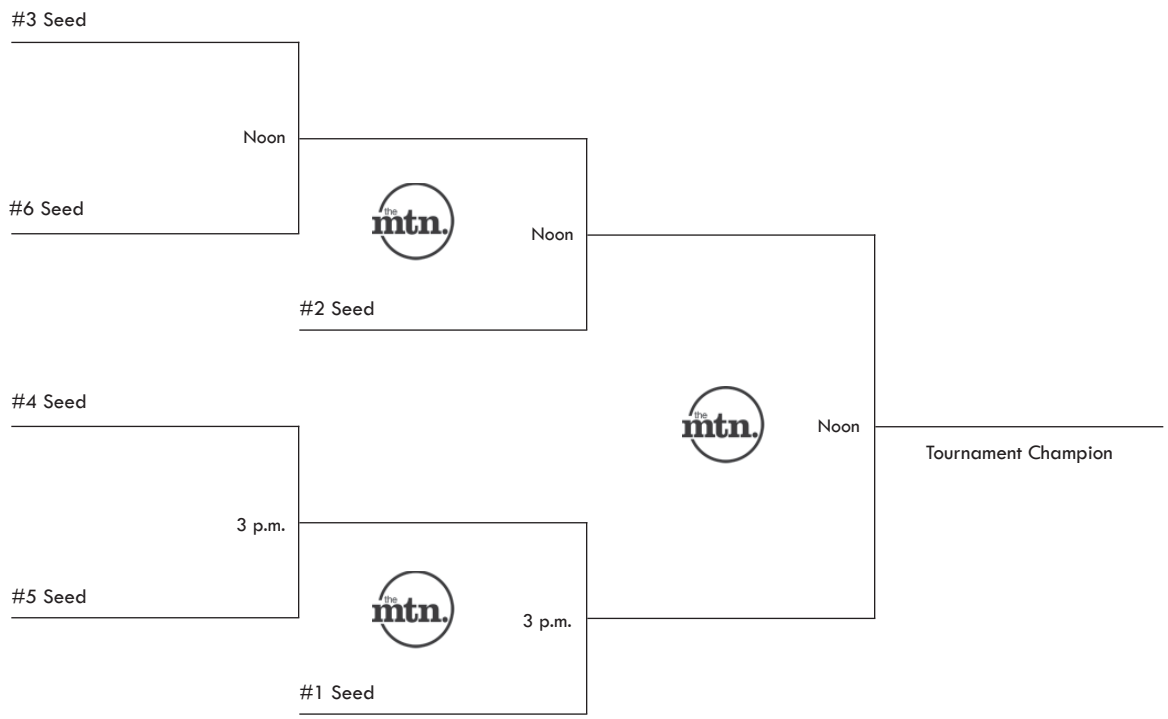 #3 Seed
Noon
#6 Seed
the
mtn.
Noon
#2 Seed
#4 Seed
the
mtn.
Noon
Tournament Champion
3 p.m.
#5 Seed
the
mtn.
3 p.m.
#1 Seed